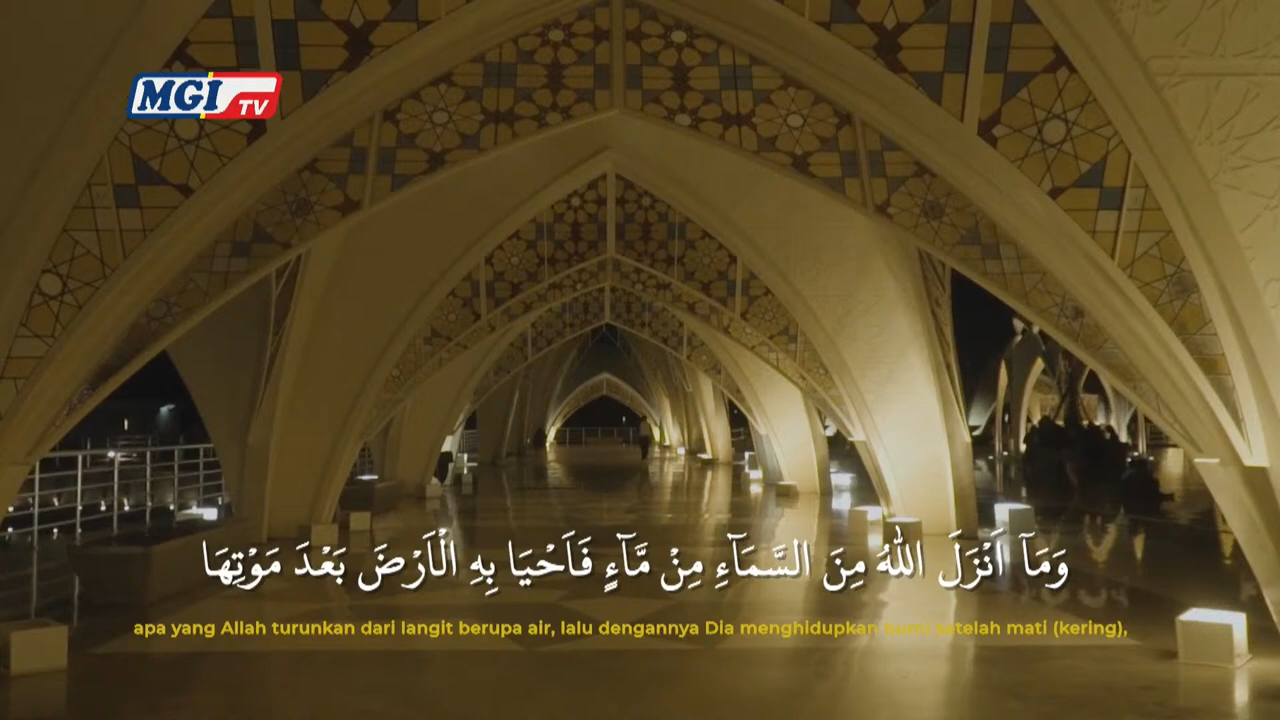 MGI TV
وَمَآ اَنْزَلَ اللّٰهُ مِنَ السَّمَاۤءِ مِنْ مَّاۤءٍ فَاَحْيَا بِهِ الْاَرْضَ بَعْدَ مَوْتِهَا
apa yang Allah turunkan dari langit berupa air, lalu dengannya Dia menghidupkan bumi setelah mati (kering),